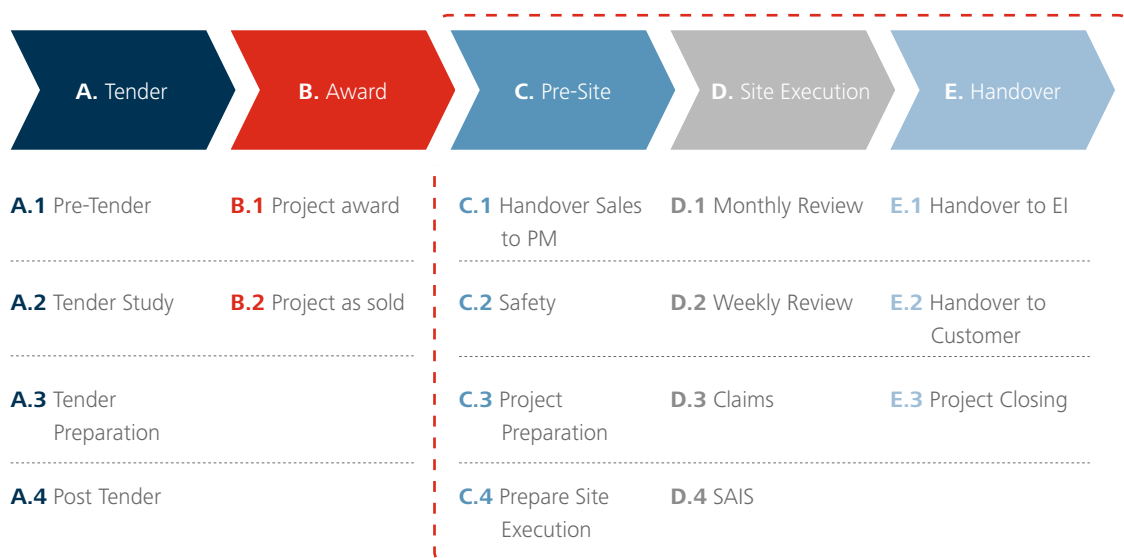 A. Tender
B. Award
C. Pre-Site
D. Site Execution
E. Handover
A.1 Pre-Tender
B.1 Project award
C.1 Handover Sales
to PM
D.1 Monthly Review
E.1 Handover to EI
A.2 Tender Study
B.2 Project as sold
C.2 Safety
D.2 Weekly Review
E.2 Handover to
Customer
A.3 Tender
Preparation
C.3 Project
Preparation
D.3 Claims
E.3 Project Closing
A.4 Post Tender
C.4 Prepare Site
Execution
D.4 SAIS